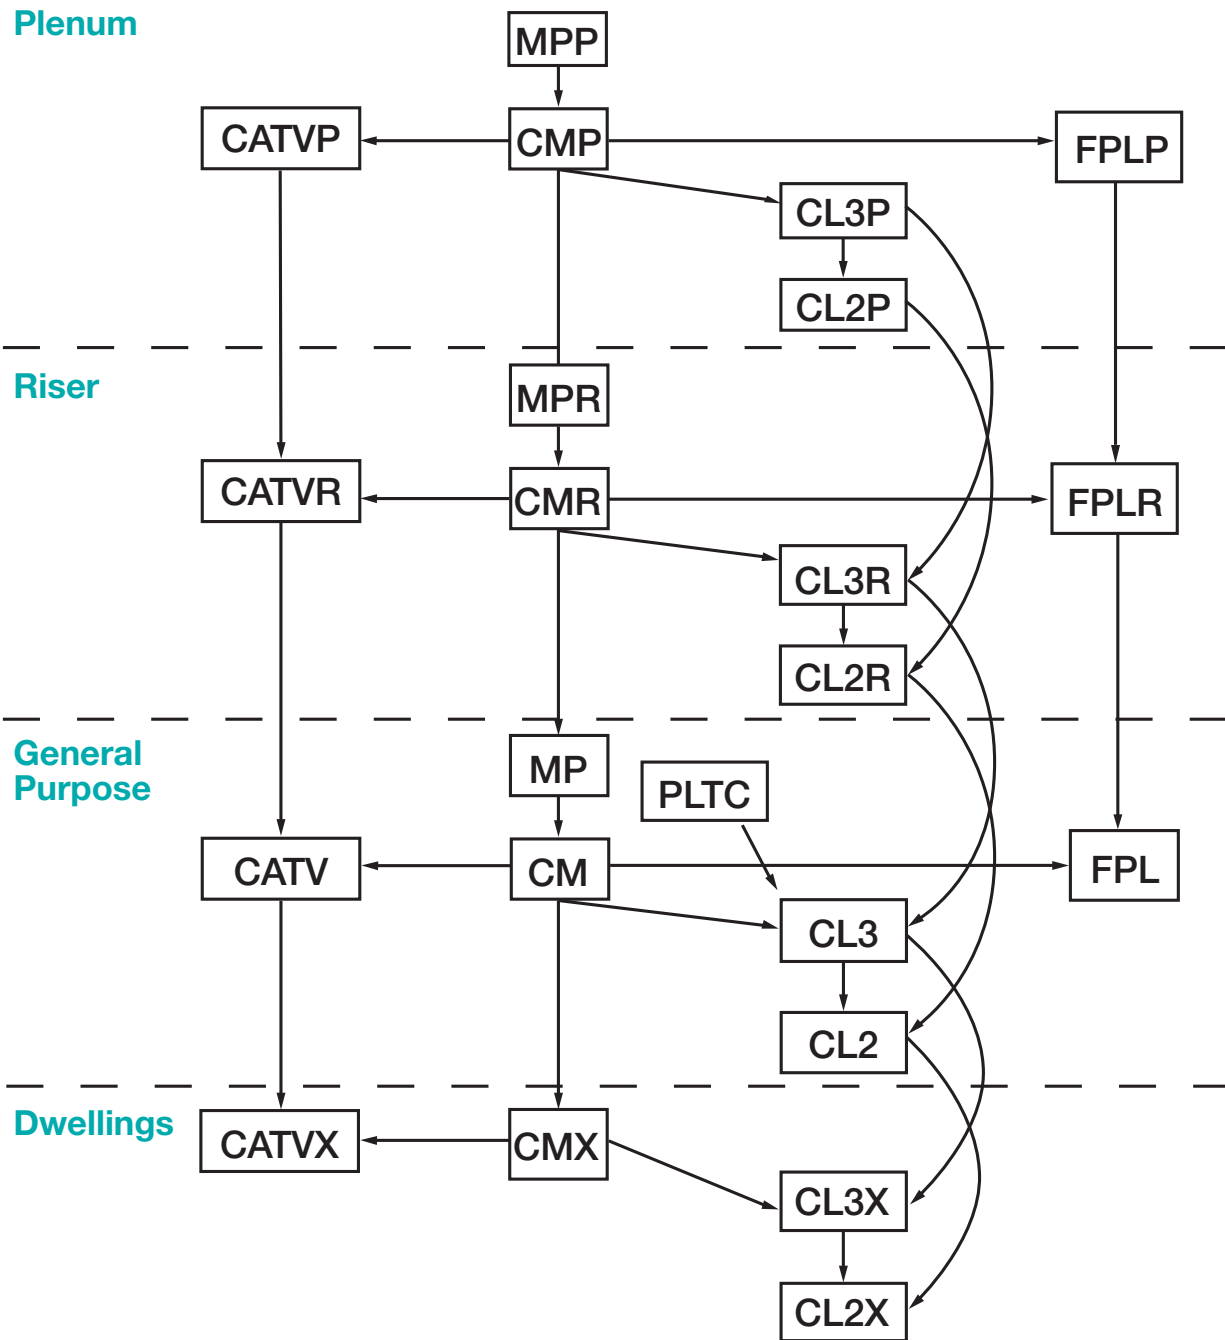 Plenum
MPP
CATVP
CMP
FPLP
CL3P
CL2P
Riser
MPR
CATVR
CMR
FPLR
CL3R
CL2R
General
Purpose
MP
PLTC
CATV
CM
FPL
CL3
CL2
Dwellings
CATVX
CMX
CL3X
CL2X